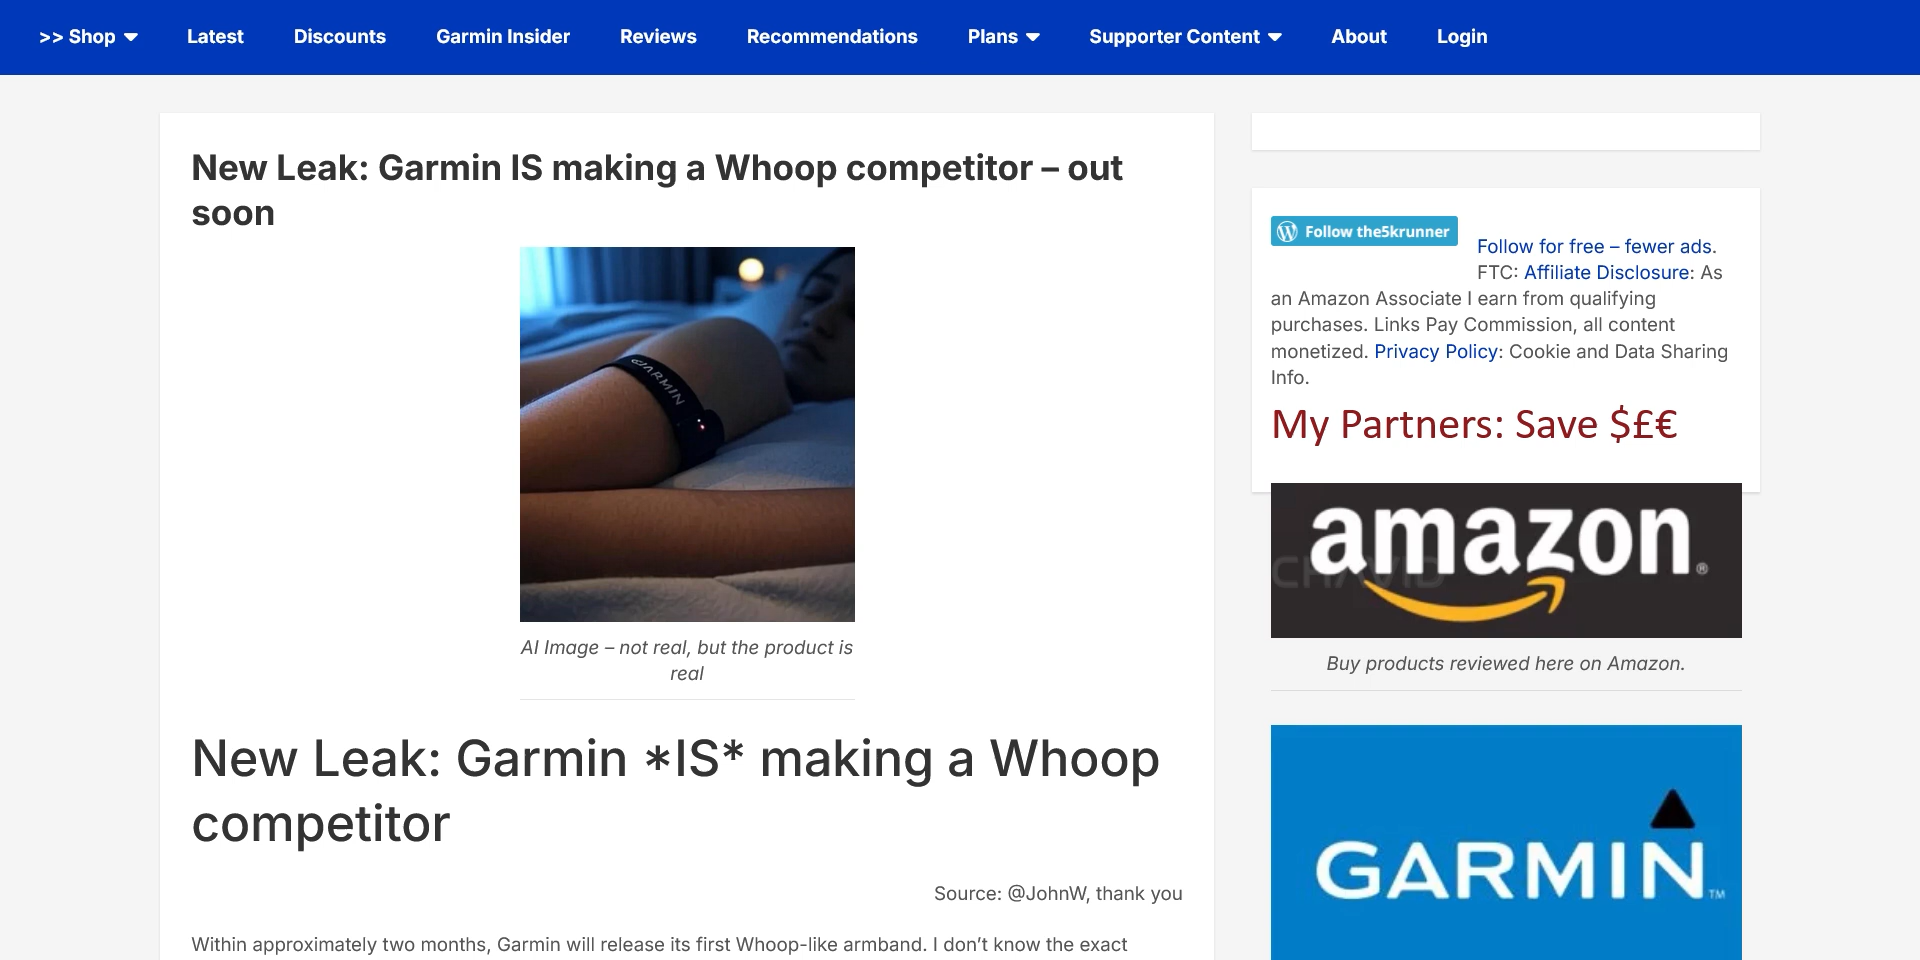 >> Shop
Latest
Discounts
Garmin Insider
Reviews
Recommendations
Plans
Supporter Content
About
Login
New Leak: Garmin IS making a Whoop competitor – out
soon
GARMIN
AI Image – not real, but the product is
real
New Leak: Garmin *IS* making a Whoop
competitor
Source: @JohnW, thank you
Within approximately two months, Garmin will release its first Whoop-like armband. I don’t know the exact
Follow the5krunner
Follow for free – fewer ads.
FTC: Affiliate Disclosure: As
an Amazon Associate I earn from qualifying
purchases. Links Pay Commission, all content
monetized. Privacy Policy: Cookie and Data Sharing
Info.
My Partners: Save $£€
amazon®
Buy products reviewed here on Amazon.
GARMIN™